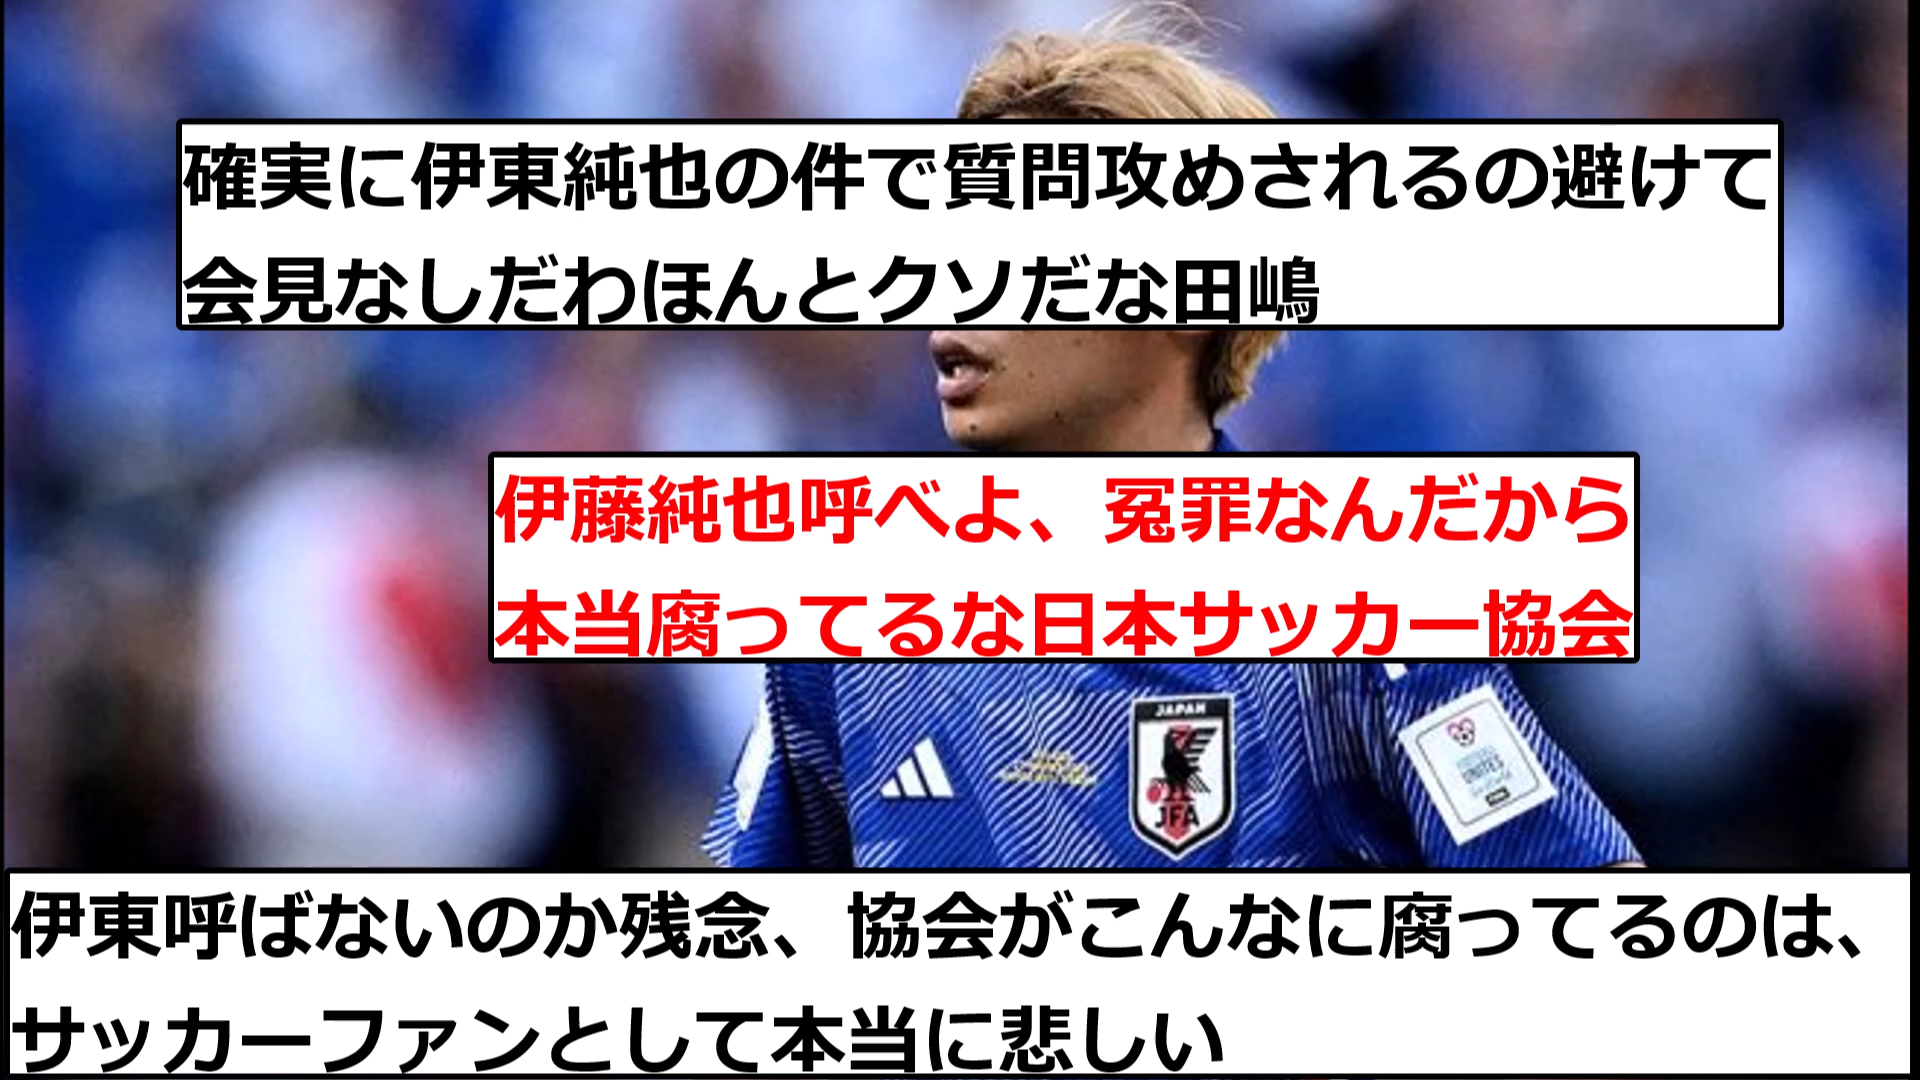 確実に伊東純也の件で質問攻めされるの避けて
会見なしだわほんとクソだな田嶋
伊藤純也呼べよ、冤罪なんだから
本当腐ってるな日本サッカー協会
JAPAN
JFA
UNITES
伊東呼ばないのか残念、協会がこんなに腐ってるのは、
サッカーファンとして本当に悲しい